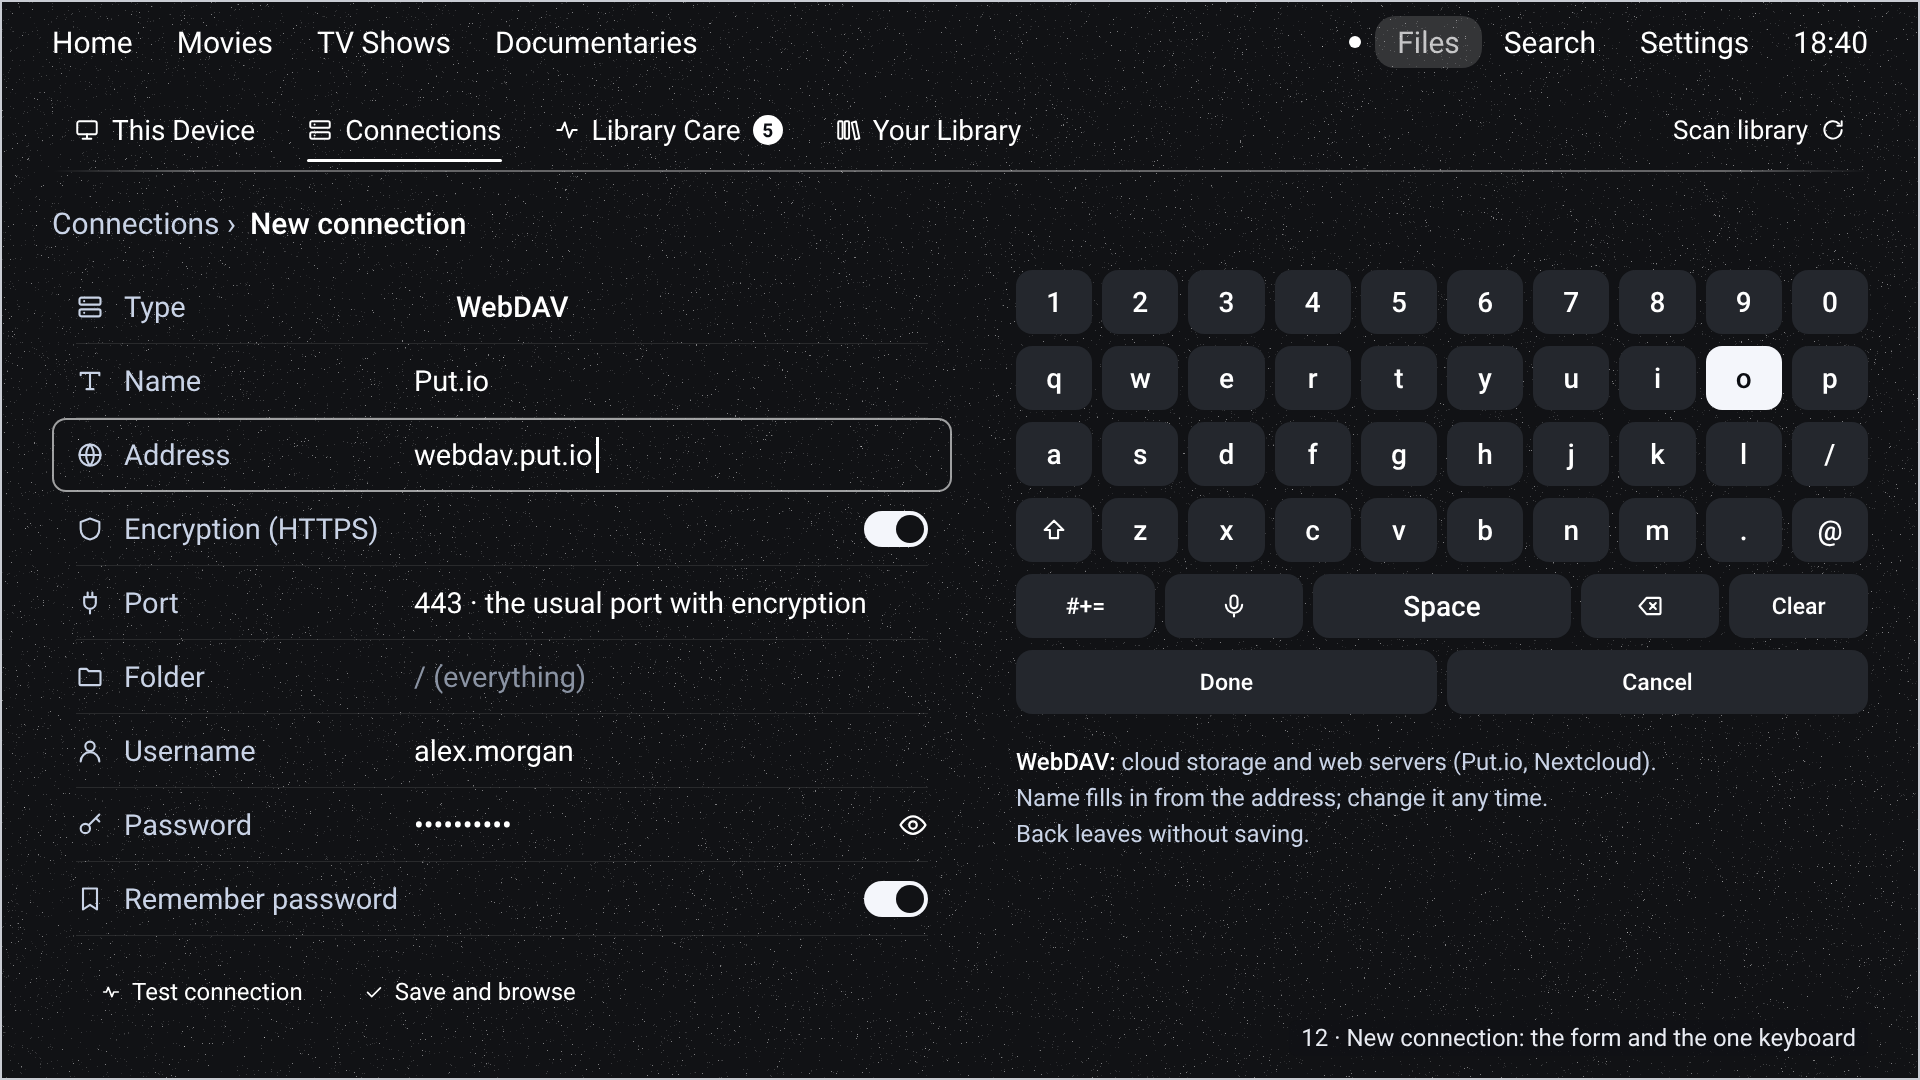 Home Movies TV Shows Documentaries Files Search Settings 18:40
This Device Connections Library Care 5 Your Library Scan library
Connections › New connection
Type WebDAV
Name Put.io
Address webdav.put.io
Encryption (HTTPS)
Port 443 · the usual port with encryption
Folder / (everything)
Username alex.morgan
Password ••••••••••
Remember password
Test connection Save and browse
1 2 3 4 5 6 7 8 9 0
q w e r t y u i o p
a s d f g h j k l /
z x c v b n m . @
#+= Space Clear
Done Cancel
WebDAV: cloud storage and web servers (Put.io, Nextcloud).
Name fills in from the address; change it any time.
Back leaves without saving.
12 · New connection: the form and the one keyboard